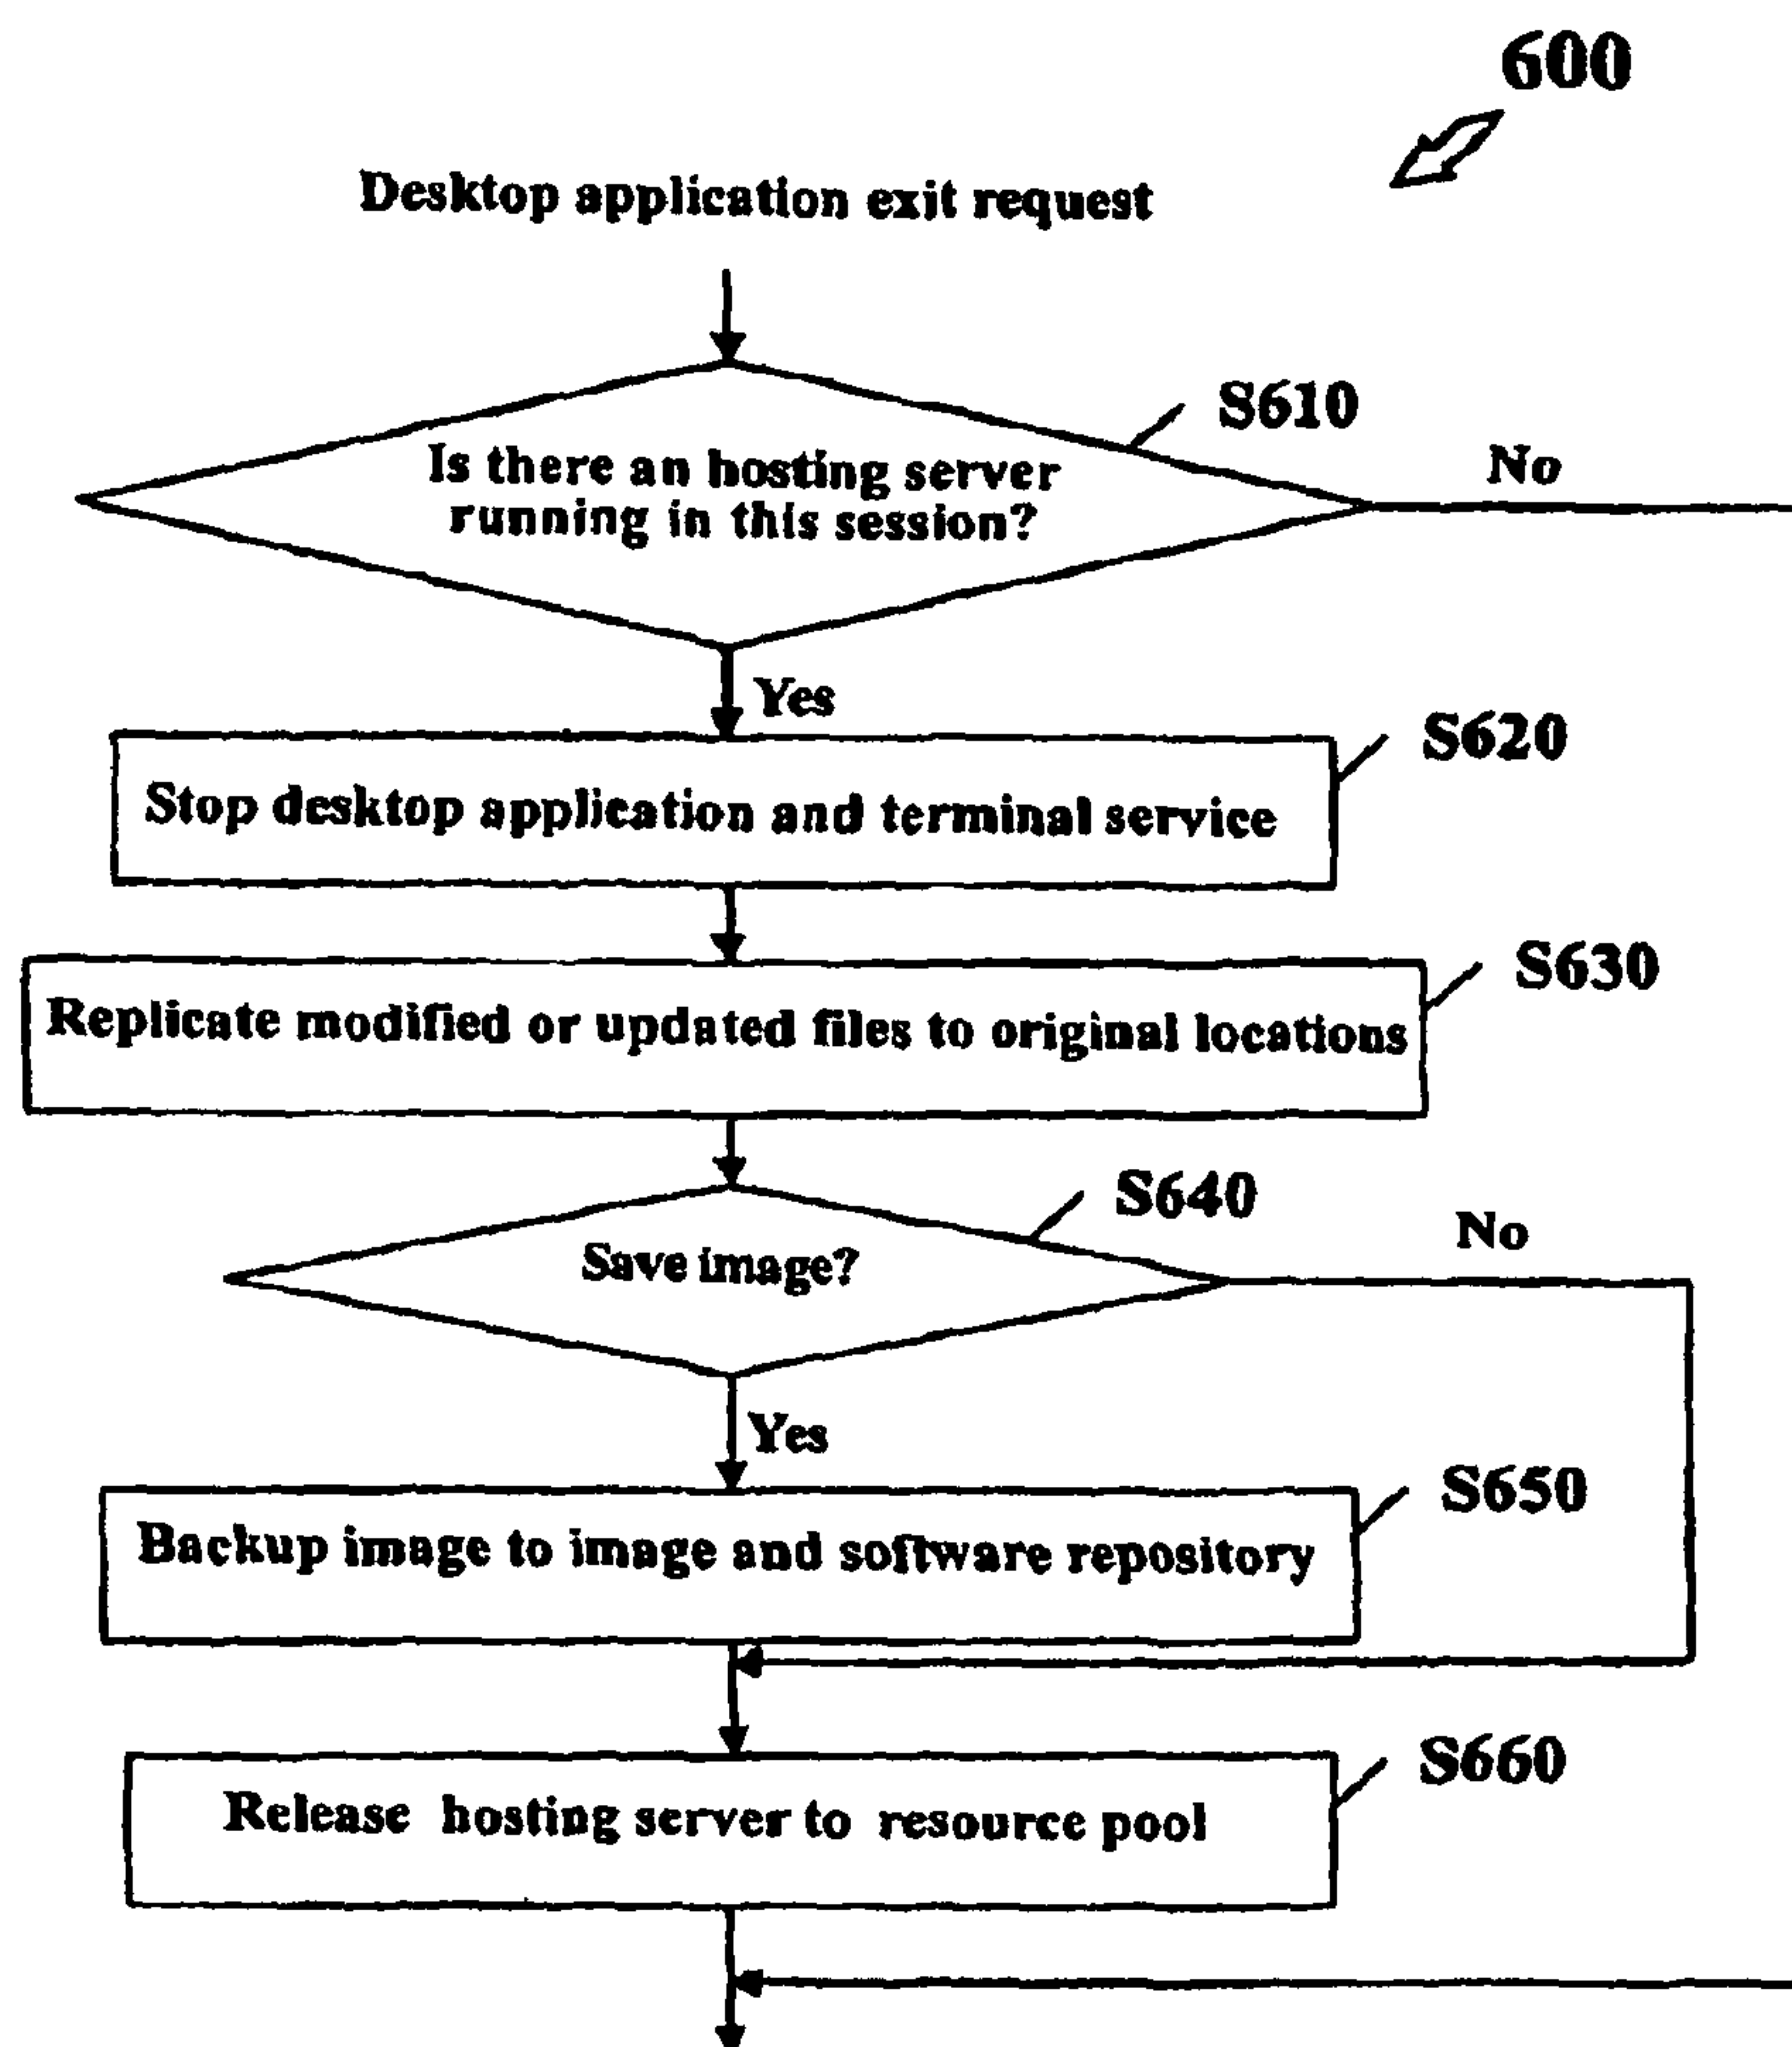 600
Desktop application exit request
S610
Is there an hosting server
running in this session?
No
Yes
S620
Stop desktop application and terminal service
S630
Replicate modified or updated files to original locations
S640
Save image?
No
Yes
S650
Backup image to image and software repository
S660
Release hosting server to resource pool